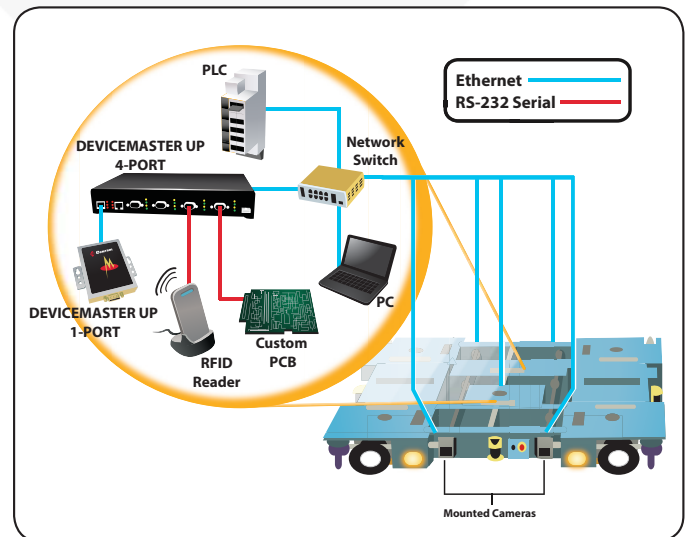 PLC
Ethernet
RS-232 Serial
DEVICEMASTER UP
4-PORT
Network
Switch
DEVICEMASTER UP
1-PORT
RFID
Reader
Custom
PCB
PC
Mounted Cameras